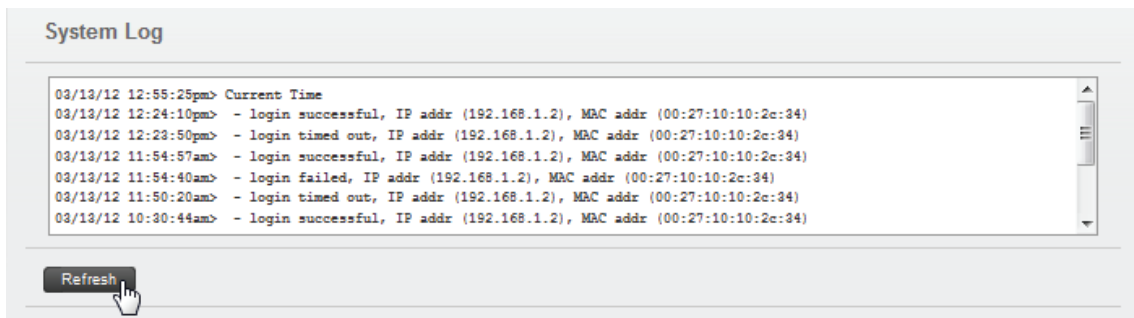 System Log
03/13/12 12:55:25pm> Current Time
03/13/12 12:24:10pm>  - login successful, IP addr (192.168.1.2), MAC addr (00:27:10:10:2c:34)
03/13/12 12:23:50pm>  - login timed out, IP addr (192.168.1.2), MAC addr (00:27:10:10:2c:34)
03/13/12 11:54:57am>  - login successful, IP addr (192.168.1.2), MAC addr (00:27:10:10:2c:34)
03/13/12 11:54:40am>  - login failed, IP addr (192.168.1.2), MAC addr (00:27:10:10:2c:34)
03/13/12 11:50:20am>  - login timed out, IP addr (192.168.1.2), MAC addr (00:27:10:10:2c:34)
03/13/12 10:30:44am>  - login successful, IP addr (192.168.1.2), MAC addr (00:27:10:10:2c:34)
Refresh